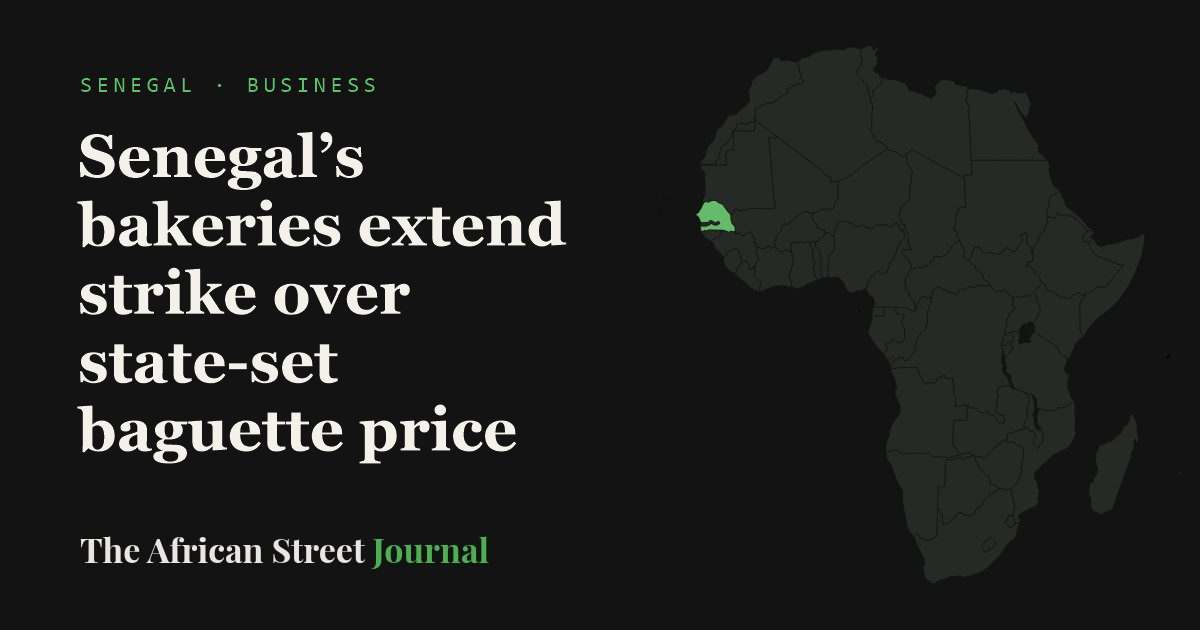 SENEGAL · BUSINESS
Senegal’s
bakeries extend
strike over
state-set
baguette price
The African Street Journal